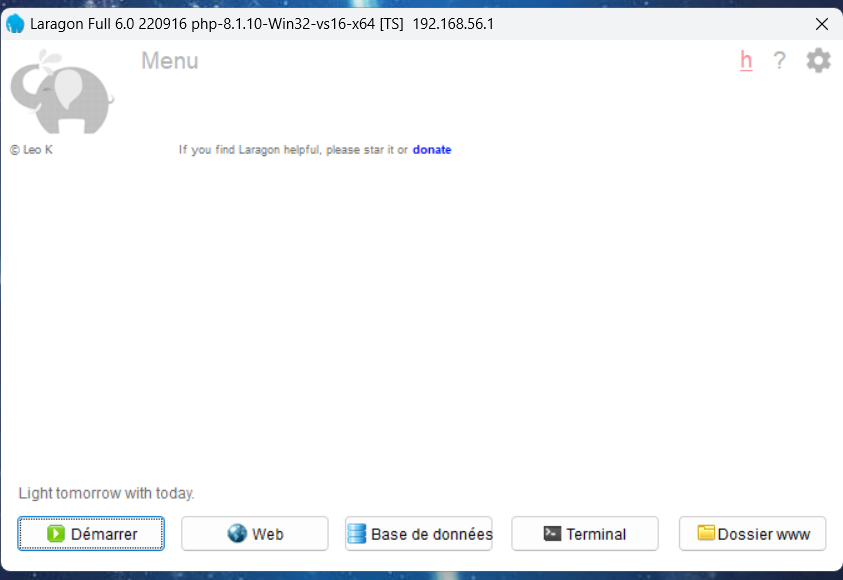 Laragon Full 6.0 220916 php-8.1.10-Win32-vs16-x64 [TS]  192.168.56.1
Menu
h ?
© Leo K
If you find Laragon helpful, please star it or donate
Light tomorrow with today.
Démarrer
Web
Base de données
Terminal
Dossier www